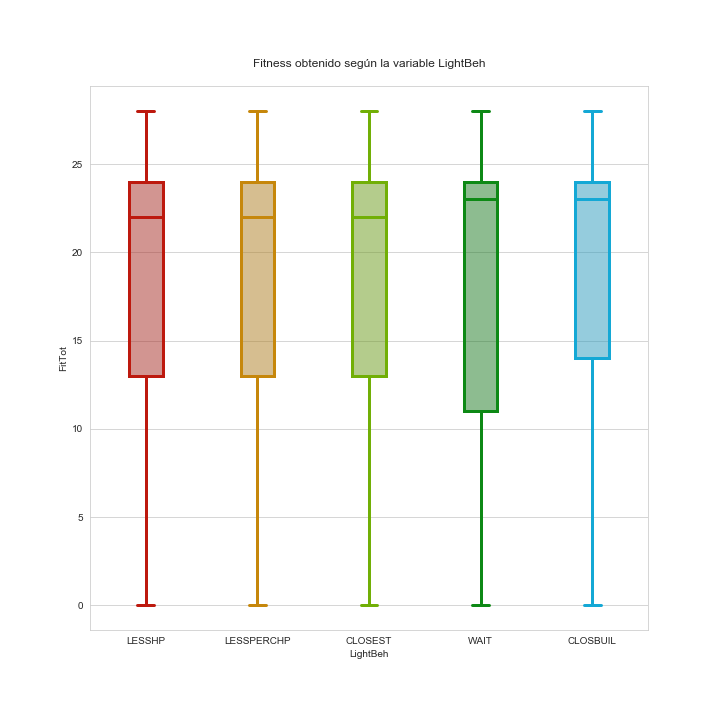 Fitness obtenido según la variable LightBeh
25
20
15
10
5
0
FitTot
LESSHP
LESSPERCHP
CLOSEST
WAIT
CLOSBUIL
LightBeh